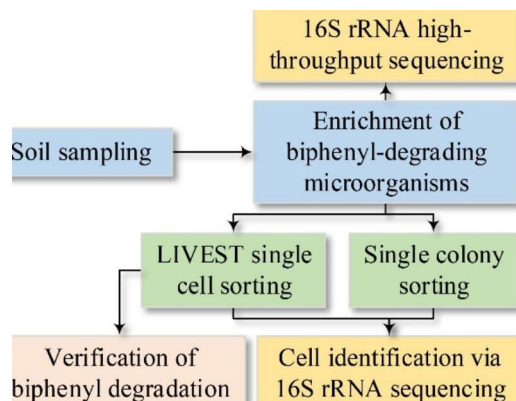 16S rRNA high-
throughput sequencing
Soil sampling
Enrichment of
biphenyl-degrading
microorganisms
LIVEST single
cell sorting
Single colony
sorting
Verification of
biphenyl degradation
Cell identification via
16S rRNA sequencing